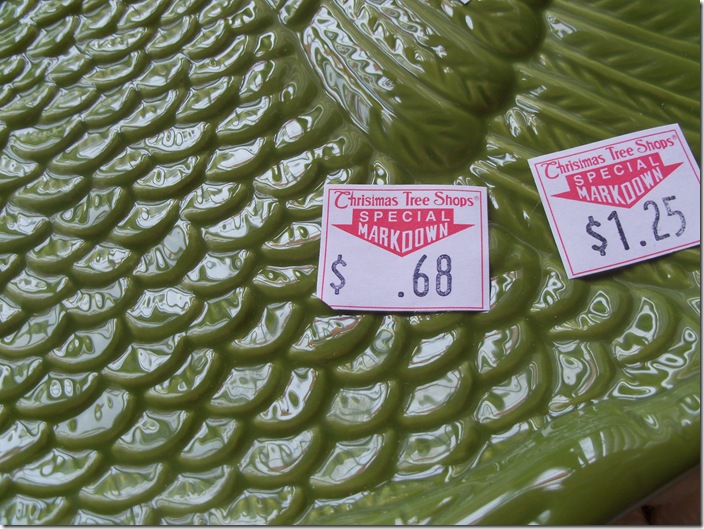 Christmas Tree Shops®
SPECIAL
MARKDOWN
$ .68
Christmas Tree Shops®
SPECIAL
MARKDOWN
$1.25